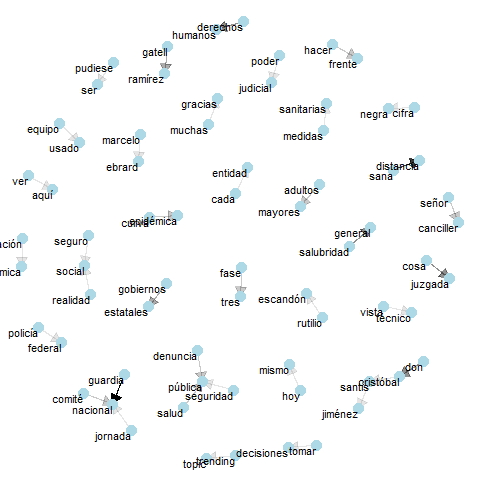 derechos
humanos
hacer
gatell
frente
poder
pudiese
ramírez
ser
judicial
gracias
sanitarias
negra
cifra
equipo
muchas
marcelo
medidas
usado
ebrard
distancia
entidad
sana
ver
adultos
aquí
cada
señor
mayores
curva
epidémica
canciller
general
seguro
salubridad
ación
cosa
social
fase
mica
juzgada
gobiernos
realidad
tres
escandón
estatales
vista
técnico
rutilio
policía
federal
denuncia
mismo
don
guardia
cristóbal
pública
santis
comité
seguridad
hoy
nacional
salud
jiménez
jornada
decisiones
tomar
topic
trending